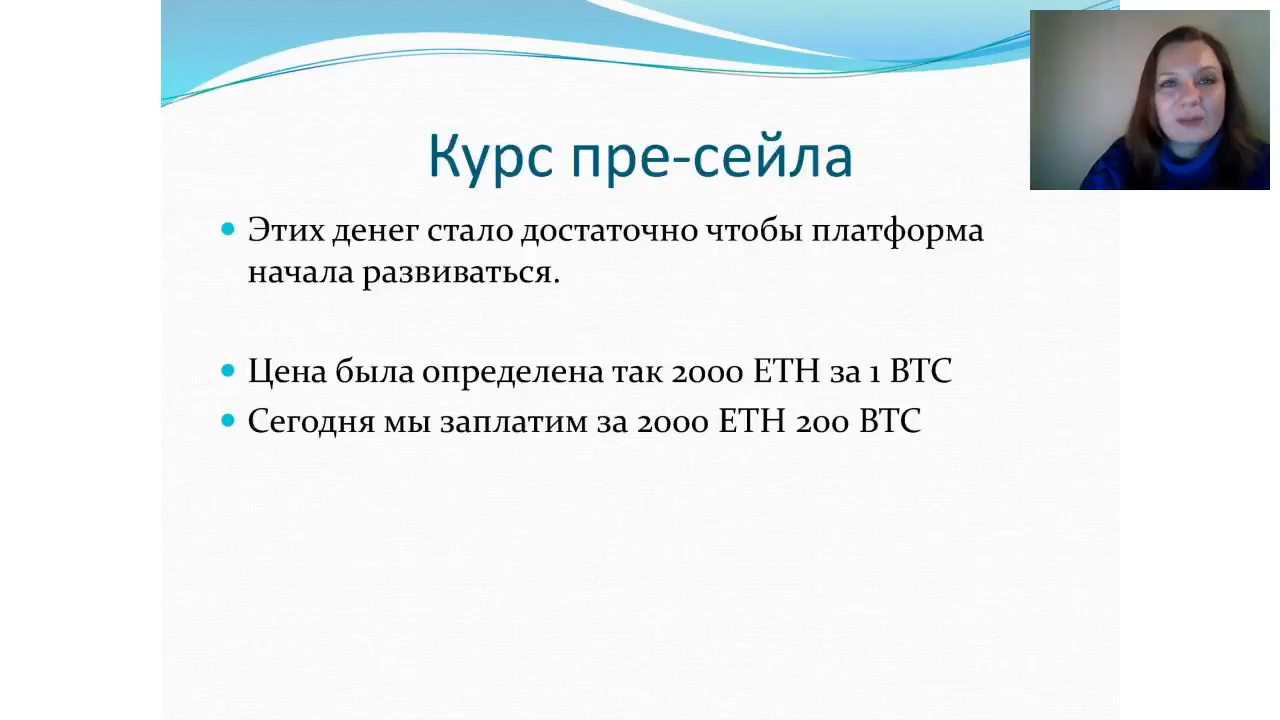 Курс пре-сейла
Этих денег стало достаточно чтобы платформа
начала развиваться.
Цена была определена так 2000 ETH за 1 BTC
Сегодня мы заплатим за 2000 ETH 200 BTC